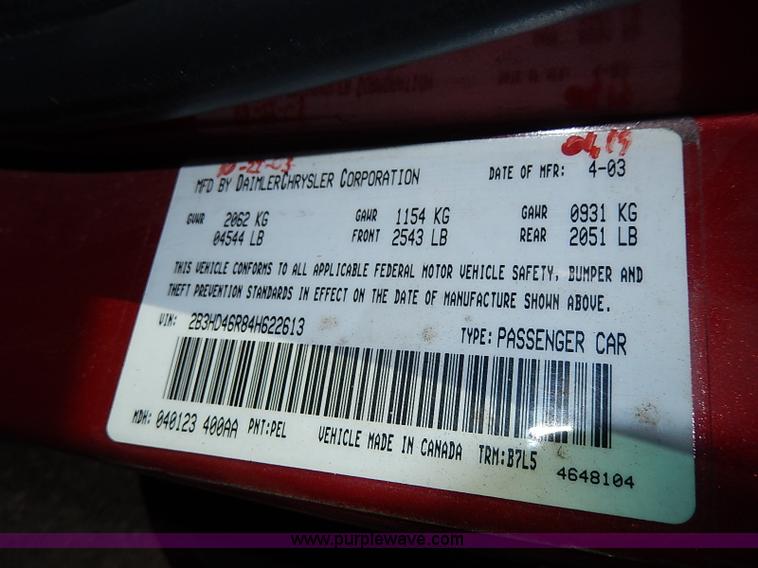 MFD BY DAIMLERCHRYSLER CORPORATION DATE OF MFR: 4-03
GVWR 2062 KG GAWR 1154 KG GAWR 0931 KG
04544 LB FRONT 2543 LB REAR 2051 LB
THIS VEHICLE CONFORMS TO ALL APPLICABLE FEDERAL MOTOR VEHICLE SAFETY, BUMPER AND
THEFT PREVENTION STANDARDS IN EFFECT ON THE DATE OF MANUFACTURE SHOWN ABOVE.
VIN: 2B3HD46R84H622613 TYPE: PASSENGER CAR
MDH: 040123 400AA PNT:PEL VEHICLE MADE IN CANADA TRM:B7L5
4648104
www.purplewave.com